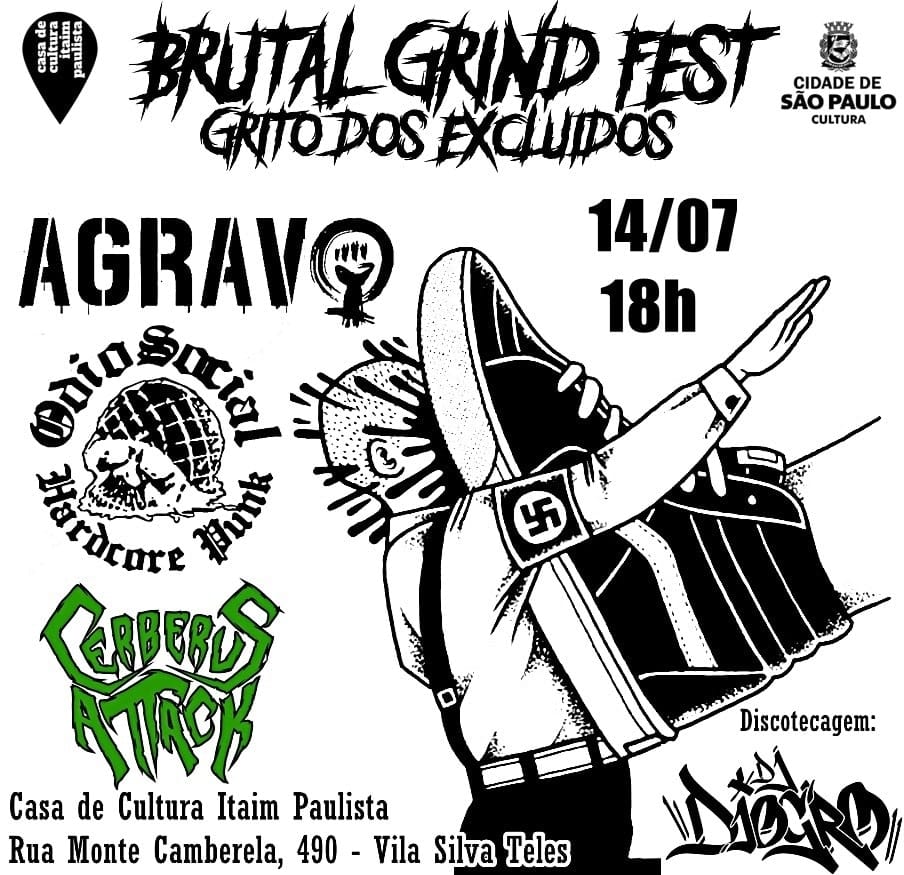 casa de
cultura
itaim
paulista
BRUTAL GRIND FEST
GRITO DOS EXCLUIDOS
CIDADE DE
SÃO PAULO
CULTURA
14/07
18h
AGRAVO
Odio Social
Hardcore Punk
CERBERUS
ATTACK
Discotecagem:
DJ
DIOGRO
Casa de Cultura Itaim Paulista
Rua Monte Camberela, 490 - Vila Silva Teles